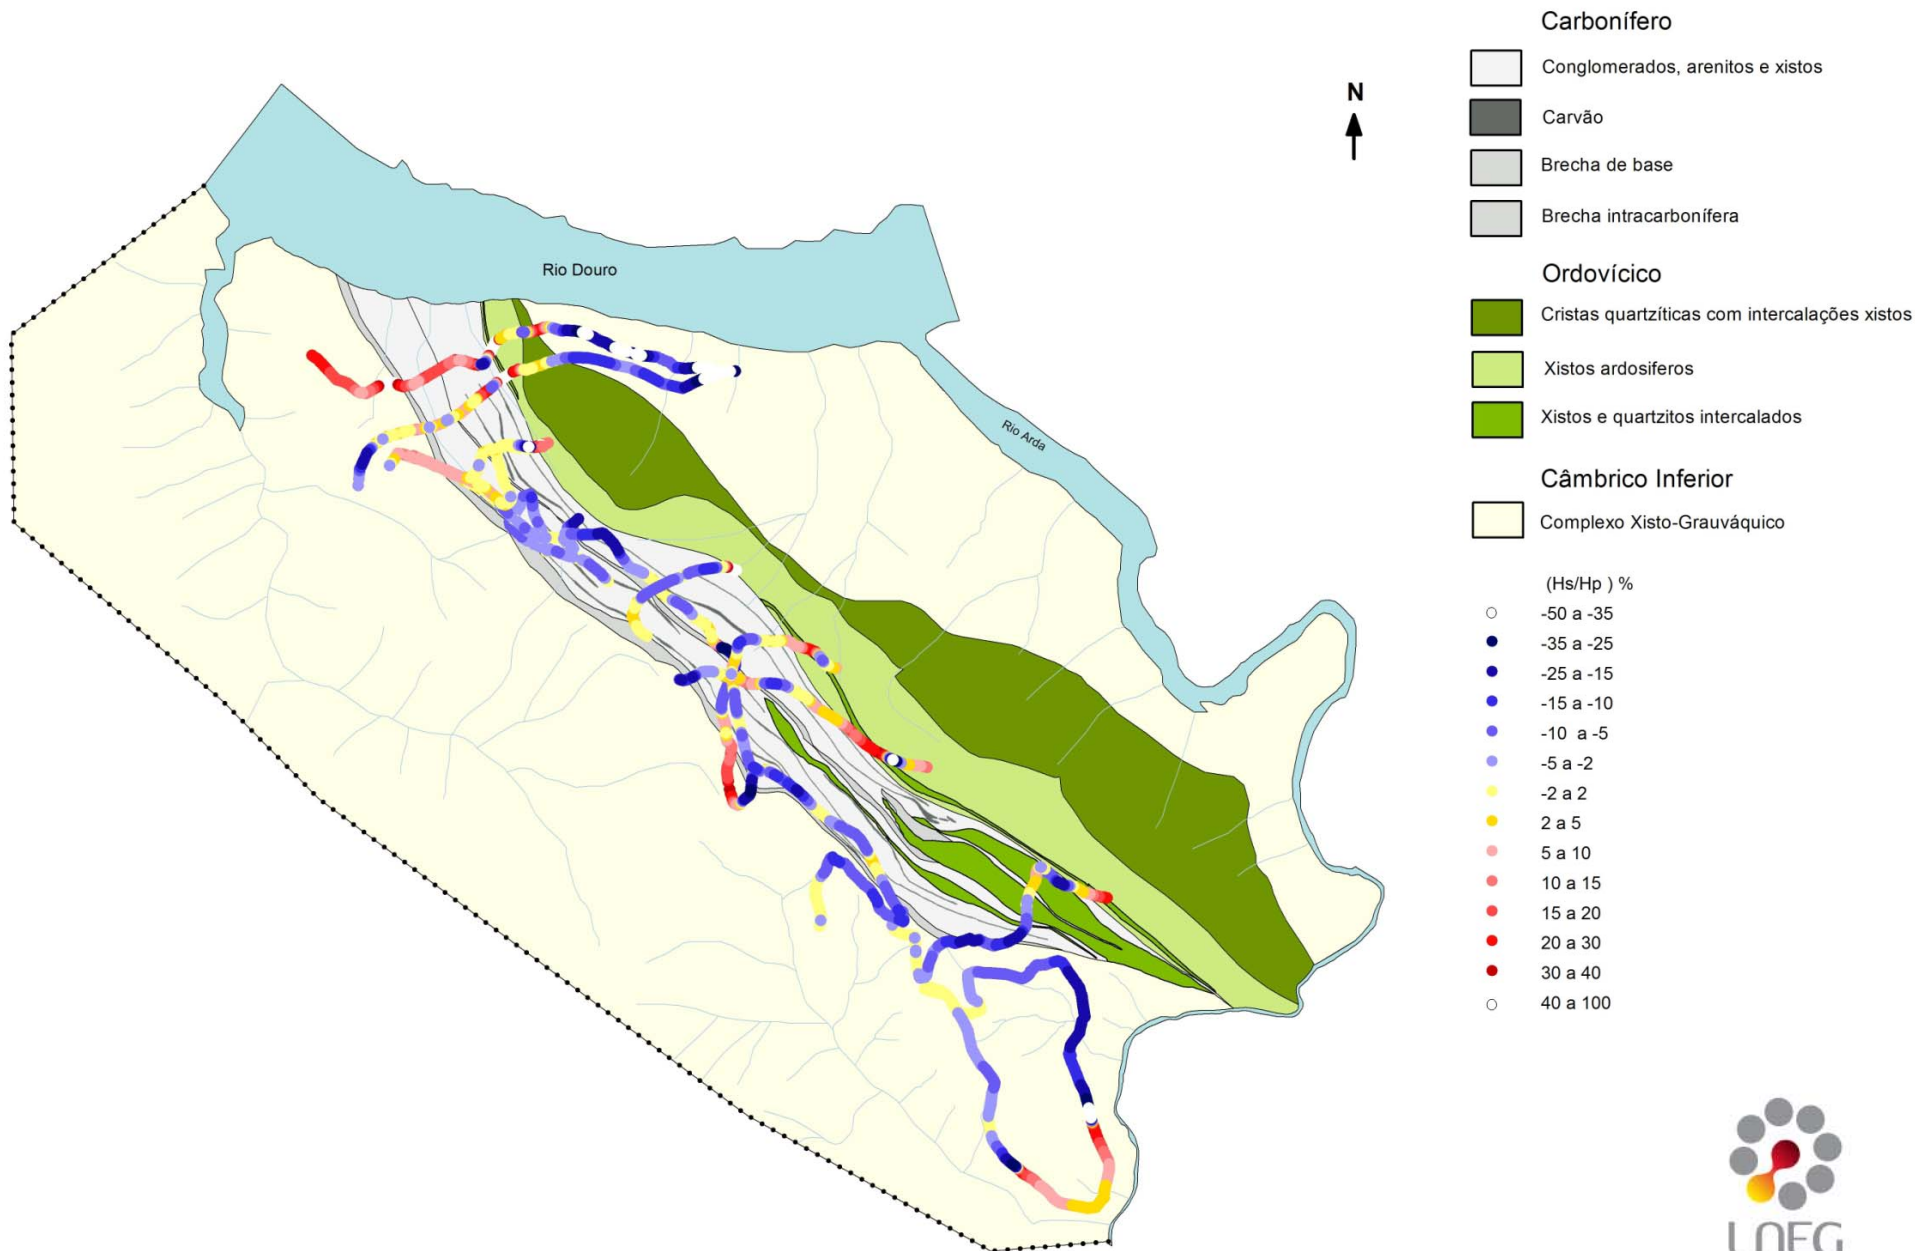 Carbonífero
Conglomerados, arenitos e xistos
Carvão
Brecha de base
Brecha intracarbonífera
Ordovícico
Cristas quartzíticas com intercalações xistos
Xistos ardosiferos
Xistos e quartzitos intercalados
Câmbrico Inferior
Complexo Xisto-Grauváquico
(Hs/Hp ) %
-50 a -35
-35 a -25
-25 a -15
-15 a -10
-10 a -5
-5 a -2
-2 a 2
2 a 5
5 a 10
10 a 15
15 a 20
20 a 30
30 a 40
40 a 100
N
Rio Douro
Rio Arda
LNEG